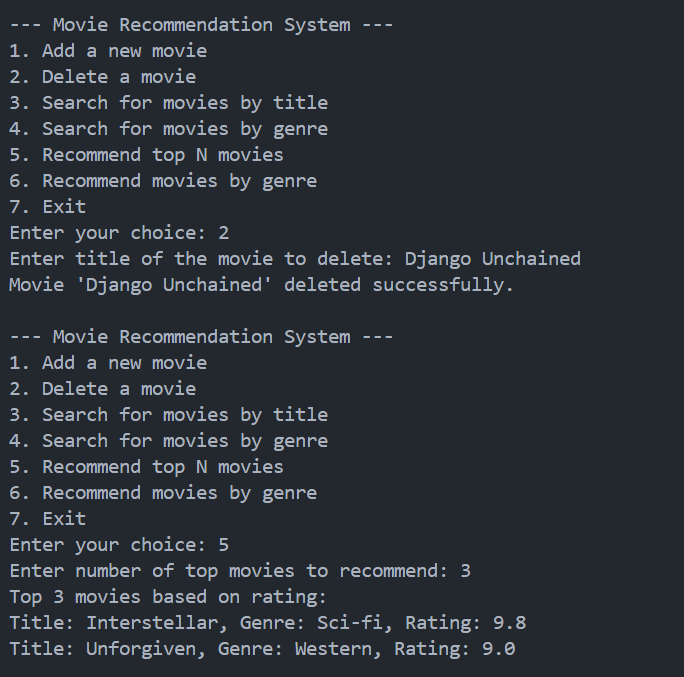 --- Movie Recommendation System ---
1. Add a new movie
2. Delete a movie
3. Search for movies by title
4. Search for movies by genre
5. Recommend top N movies
6. Recommend movies by genre
7. Exit
Enter your choice: 2
Enter title of the movie to delete: Django Unchained
Movie 'Django Unchained' deleted successfully.

--- Movie Recommendation System ---
1. Add a new movie
2. Delete a movie
3. Search for movies by title
4. Search for movies by genre
5. Recommend top N movies
6. Recommend movies by genre
7. Exit
Enter your choice: 5
Enter number of top movies to recommend: 3
Top 3 movies based on rating:
Title: Interstellar, Genre: Sci-fi, Rating: 9.8
Title: Unforgiven, Genre: Western, Rating: 9.0